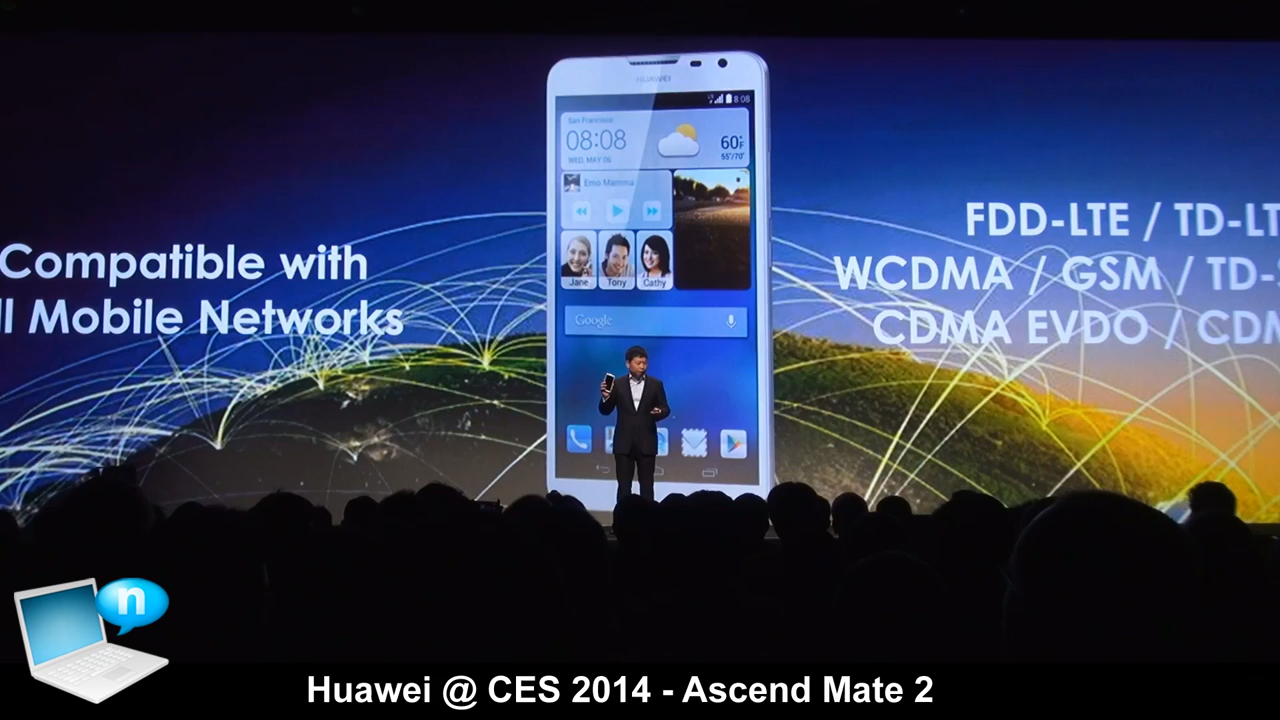 HUAWEI
8:08
San Francisco
08:08
WED, MAY 06
60°F
55°/70°
Emo Mamma
Jane Tony Cathy
Google
Compatible with
ll Mobile Networks
FDD-LTE / TD-LT
WCDMA / GSM / TD-
CDMA EVDO / CDM
n
Huawei @ CES 2014 - Ascend Mate 2